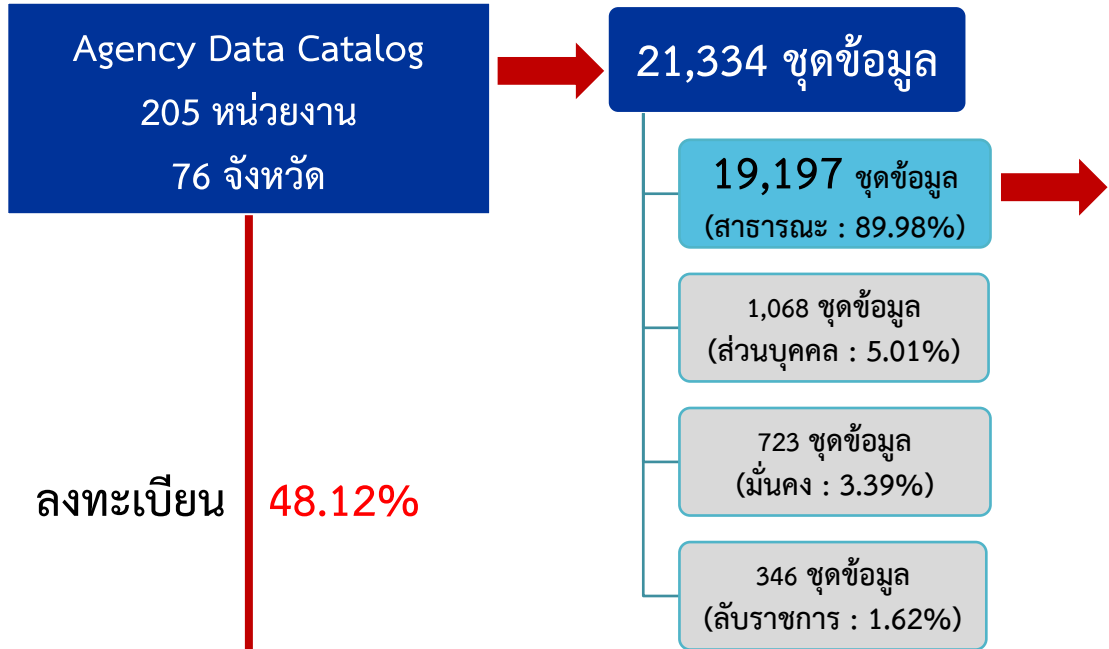 Agency Data Catalog
205 หน่วยงาน
76 จังหวัด
21,334 ชุดข้อมูล
19,197 ชุดข้อมูล
(สาธารณะ : 89.98%)
1,068 ชุดข้อมูล
(ส่วนบุคคล : 5.01%)
723 ชุดข้อมูล
(มั่นคง : 3.39%)
346 ชุดข้อมูล
(ลับราชการ : 1.62%)
ลงทะเบียน 48.12%